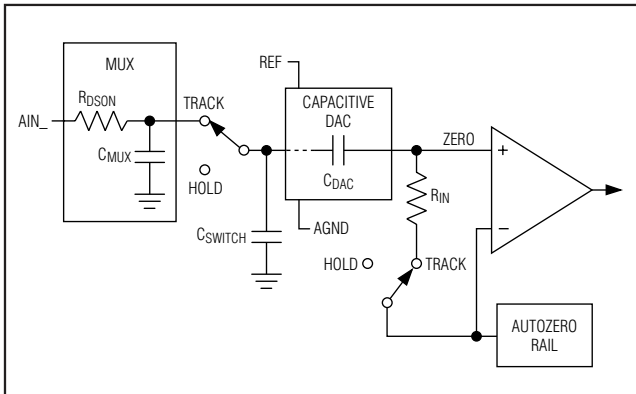 MUX
REF
RDSON
TRACK
CAPACITIVE
DAC
AIN_
ZERO
+
CMUX
CDAC
HOLD
RIN
–
CSWITCH
AGND
HOLD
TRACK
AUTOZERO
RAIL